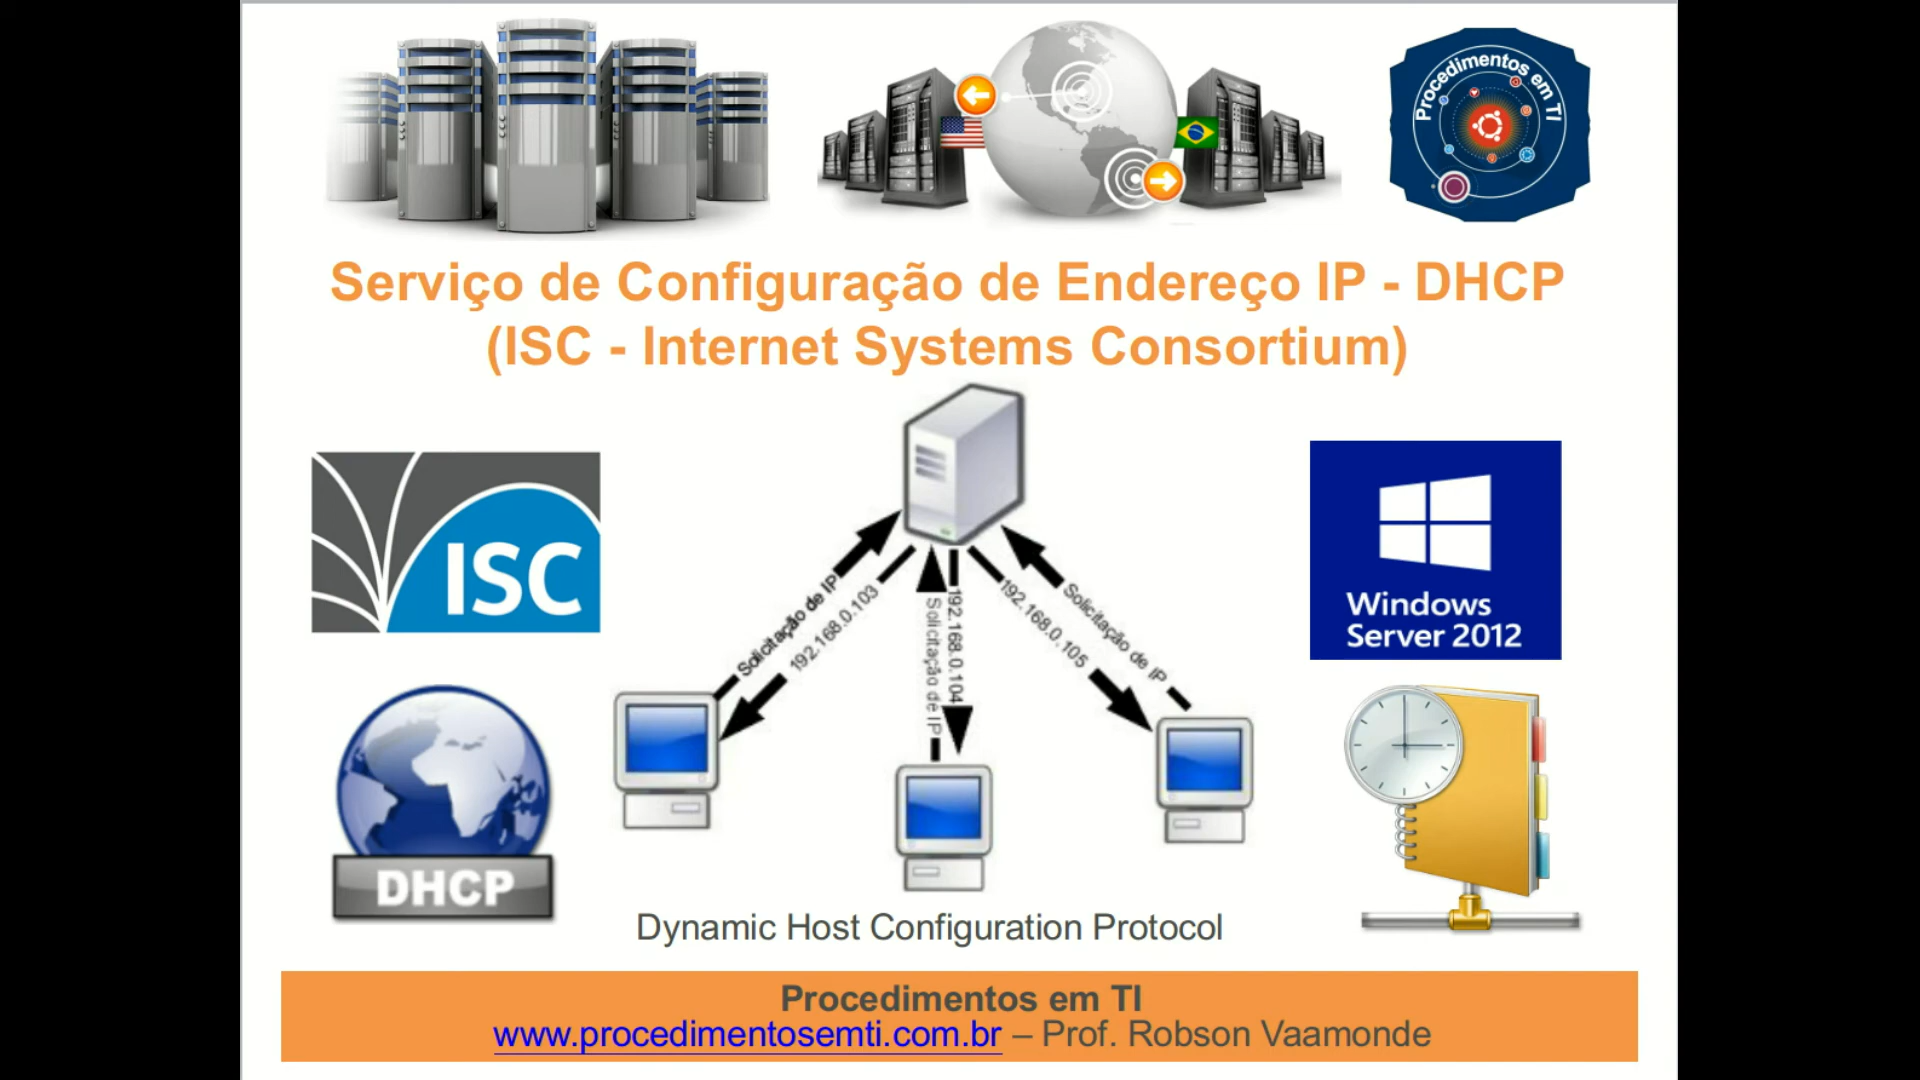 Procedimentos em TI
Serviço de Configuração de Endereço IP - DHCP
(ISC - Internet Systems Consortium)
ISC
Windows
Server 2012
Solicitação de IP
192.168.0.103
Solicitação de IP
192.168.0.104
192.168.0.105
Solicitação de IP
DHCP
Dynamic Host Configuration Protocol
Procedimentos em TI
www.procedimentosemti.com.br – Prof. Robson Vaamonde